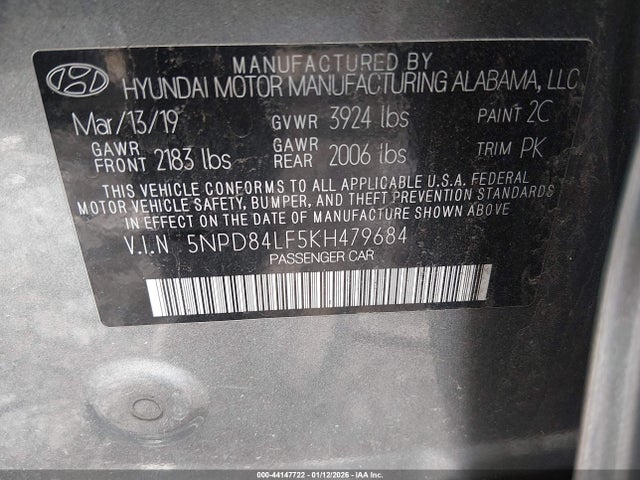 MANUFACTURED BY
HYUNDAI MOTOR MANUFACTURING ALABAMA, LLC
Mar/13/19 GVWR 3924 lbs PAINT 2C
GAWR FRONT 2183 lbs GAWR REAR 2006 lbs TRIM PK
THIS VEHICLE CONFORMS TO ALL APPLICABLE U.S.A. FEDERAL
MOTOR VEHICLE SAFETY, BUMPER, AND THEFT PREVENTION STANDARDS
IN EFFECT ON THE DATE OF MANUFACTURE SHOWN ABOVE
V.I.N 5NPD84LF5KH479684
PASSENGER CAR
000-44147722 - 01/12/2026 - © IAA, Inc.